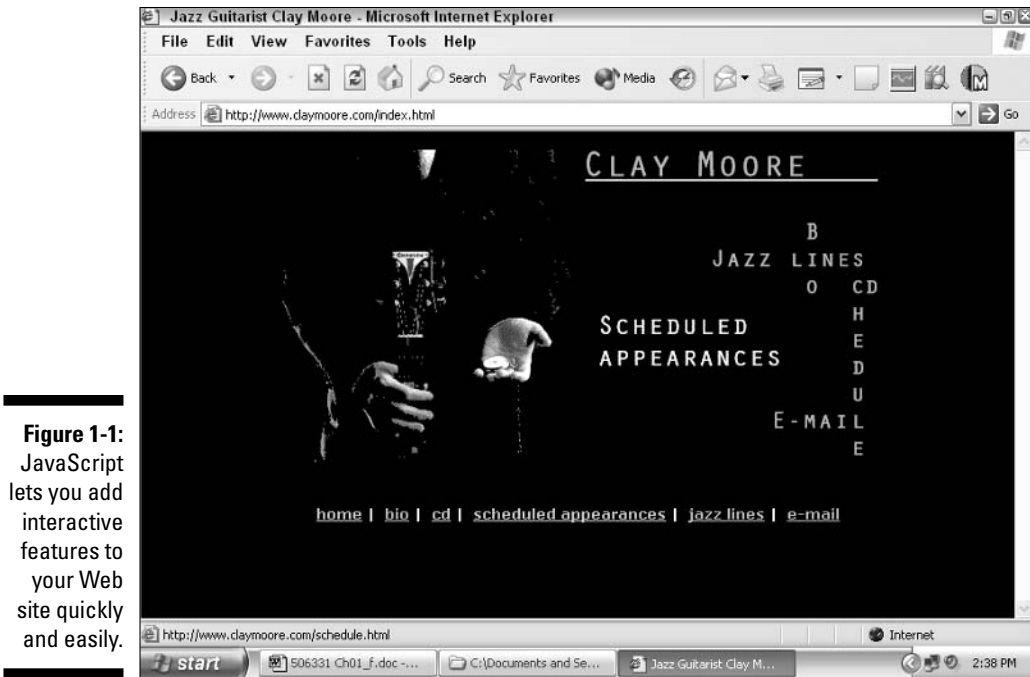 Jazz Guitarist Clay Moore - Microsoft Internet Explorer
File Edit View Favorites Tools Help
Back Search Favorites Media
Address http://www.claymoore.com/index.html Go
CLAY MOORE
B
JAZZ LINES
O CD
H
SCHEDULED
E
APPEARANCES
D
U
E-MAIL
E
Figure 1-1:
JavaScript
lets you add
interactive
features to
your Web
site quickly
and easily.
home | bio | cd | scheduled appearances | jazz lines | e-mail
http://www.claymoore.com/schedule.html Internet
start 506331 Ch01_f.doc -... C:\Documents and Se... Jazz Guitarist Clay M... 2:38 PM